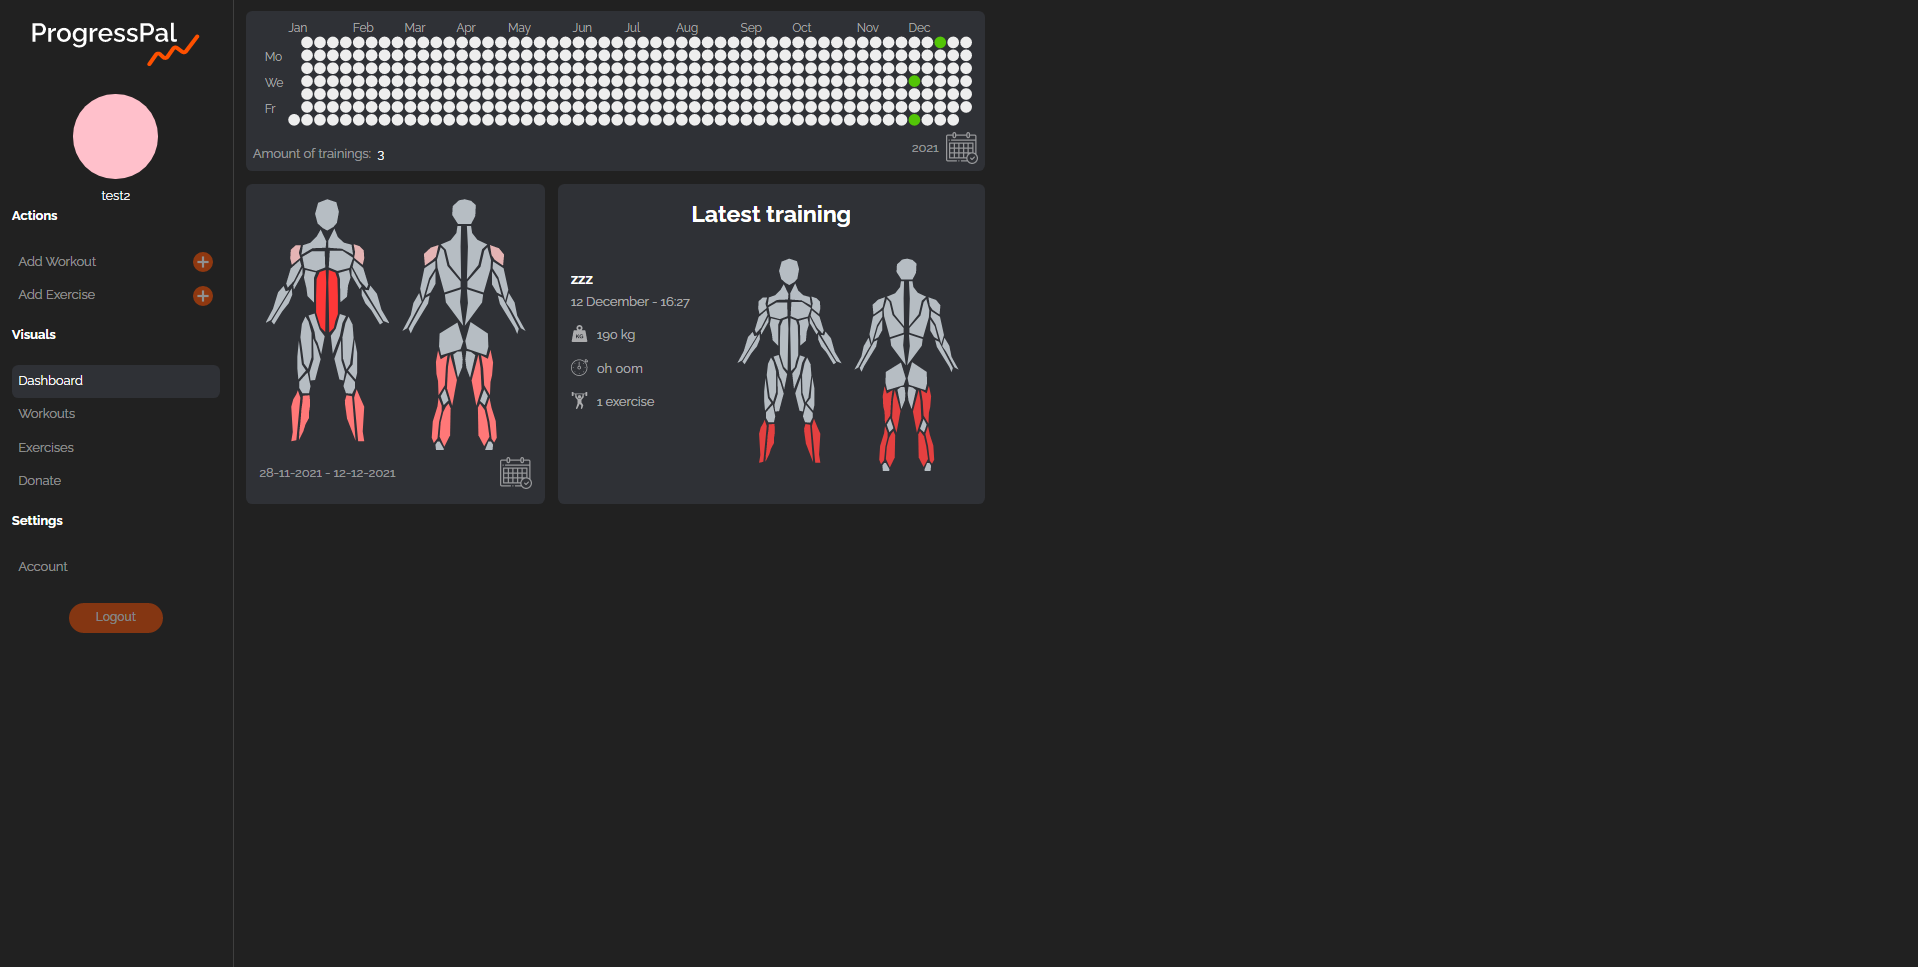 ProgressPal
test2
Actions
Add Workout
Add Exercise
Visuals
Dashboard
Workouts
Exercises
Donate
Settings
Account
Logout
Jan Feb Mar Apr May Jun Jul Aug Sep Oct Nov Dec
Mo
We
Fr
Amount of trainings: 3
2021
28-11-2021 - 12-12-2021
Latest training
zzz
12 December - 16:27
KG 190 kg
0h 00m
1 exercise